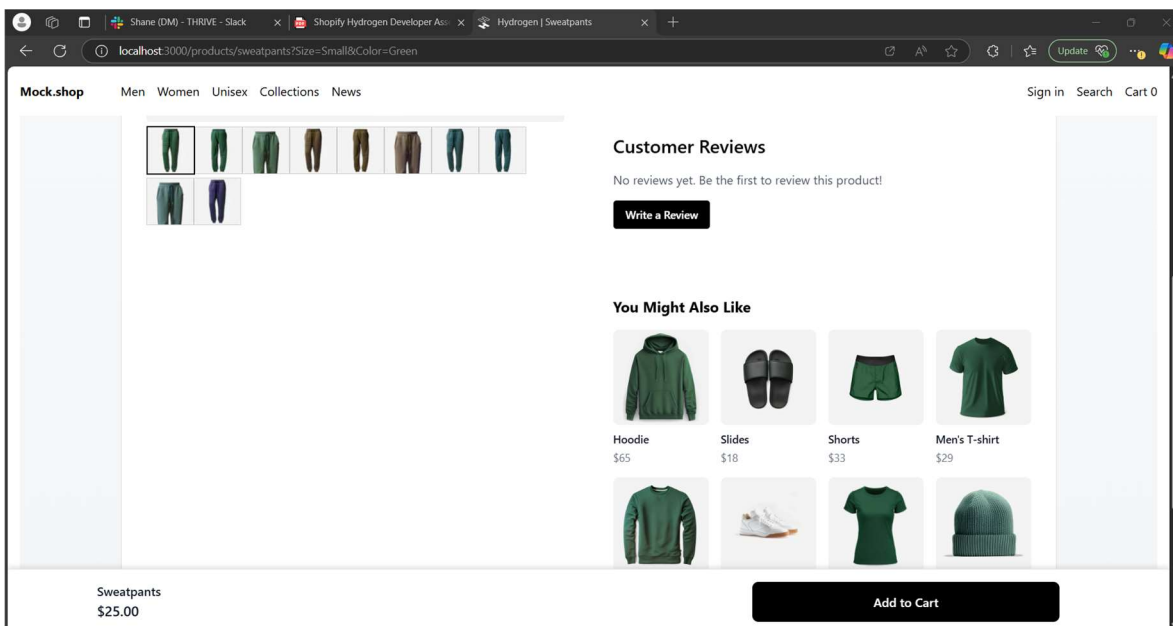 Shane (DM) - THRIVE - Slack
Shopify Hydrogen Developer Ass
Hydrogen | Sweatpants
localhost:3000/products/sweatpants?Size=Small&Color=Green
Update
Mock.shop Men Women Unisex Collections News Sign in Search Cart 0
Customer Reviews
No reviews yet. Be the first to review this product!
Write a Review
You Might Also Like
Hoodie Slides Shorts Men's T-shirt
$65 $18 $33 $29
Sweatpants
$25.00
Add to Cart